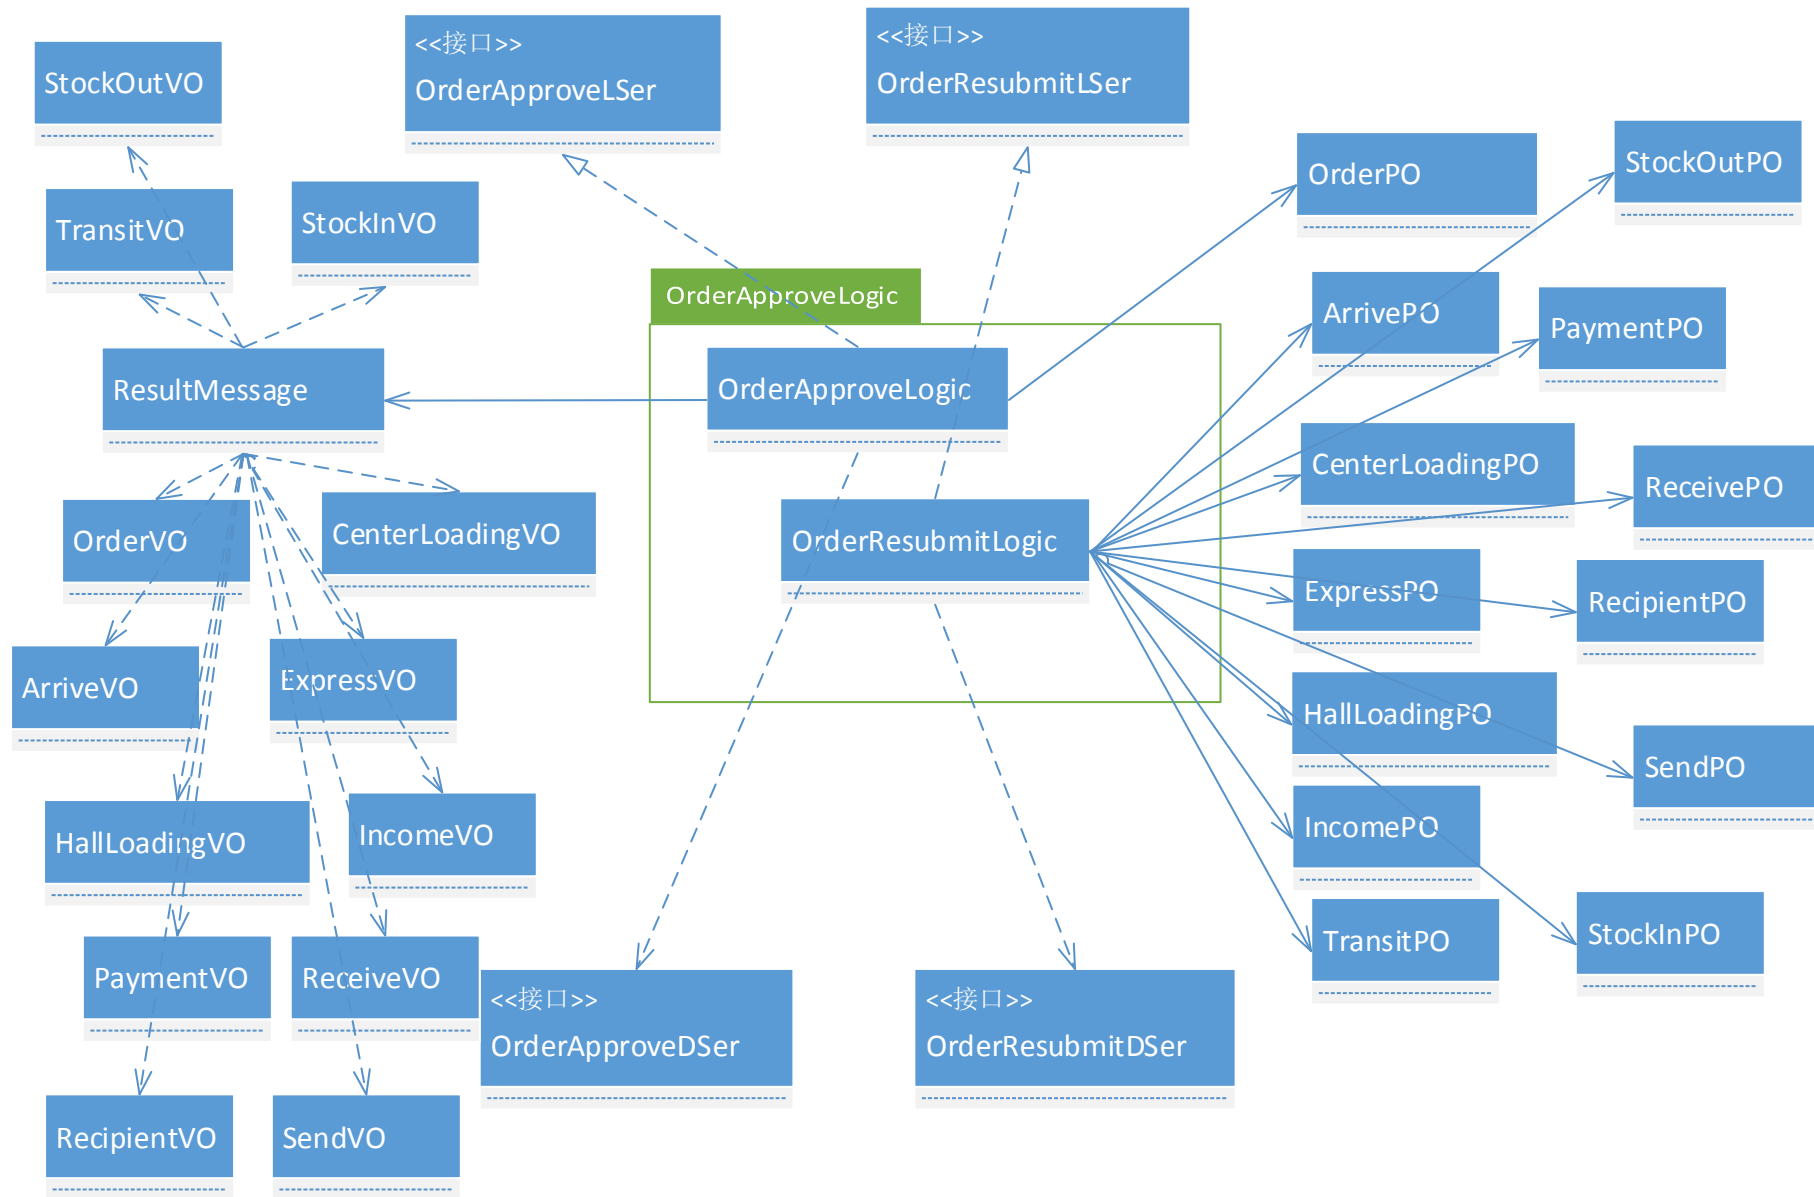 StockOutVO
<<接口>>
OrderApproveLSer
<<接口>>
OrderResubmitLSer
StockOutPO
OrderPO
TransitVO
StockInVO
OrderApproveLogic
ArrivePO
PaymentPO
ResultMessage
OrderApproveLogic
CenterLoadingPO
ReceivePO
OrderVO
CenterLoadingVO
OrderResubmitLogic
ExpressPO
RecipientPO
ArriveVO
ExpressVO
HallLoadingPO
SendPO
HallLoadingVO
IncomeVO
IncomePO
TransitPO
StockInPO
PaymentVO
ReceiveVO
<<接口>>
OrderApproveDSer
<<接口>>
OrderResubmitDSer
RecipientVO
SendVO